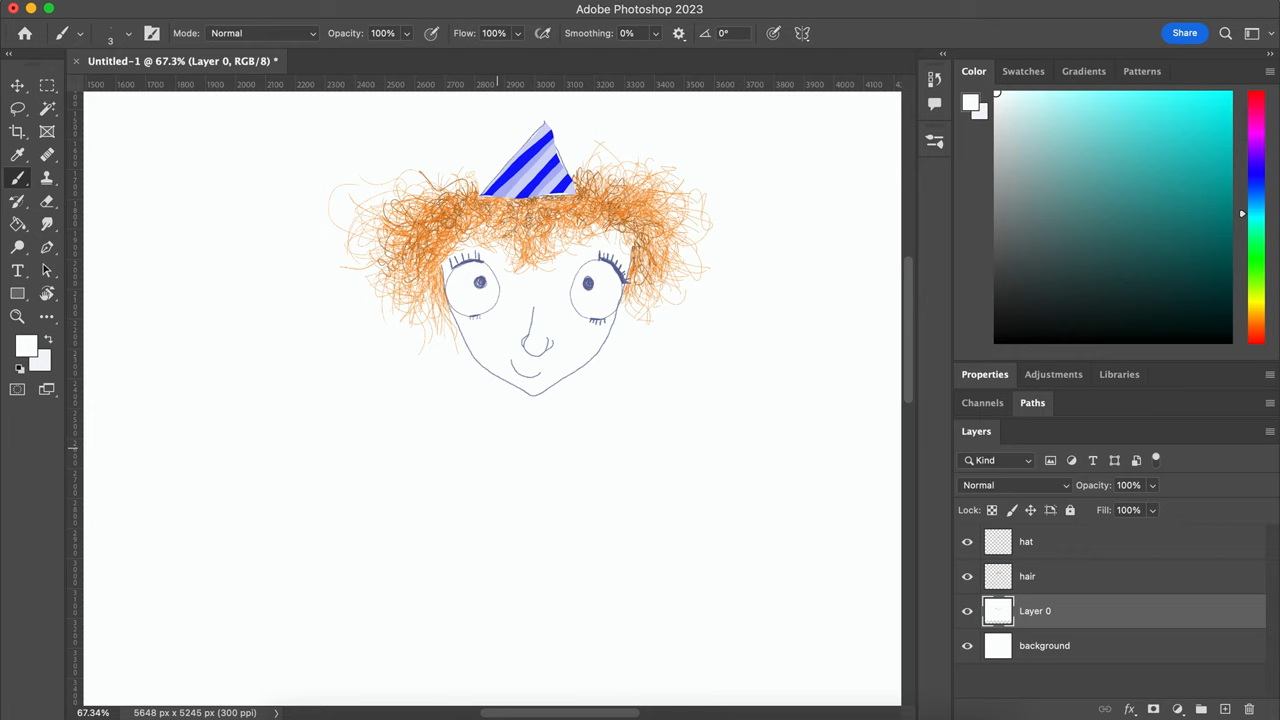 Adobe Photoshop 2023
3 Mode: Normal Opacity: 100% Flow: 100% Smoothing: 0% 0° Share
Untitled-1 @ 67.3% (Layer 0, RGB/8) *
1500 1600 1700 1800 1900 2000 2100 2200 2300 2400 2500 2600 2700 2800 2900 3000 3100 3200 3300 3400 3500 3600 3700 3800 3900 4000 4100
Color Swatches Gradients Patterns
Properties Adjustments Libraries
Channels Paths
Layers
Kind
Normal Opacity: 100%
Lock: Fill: 100%
hat
hair
Layer 0
background
67.34% 5648 px x 5245 px (300 ppi)